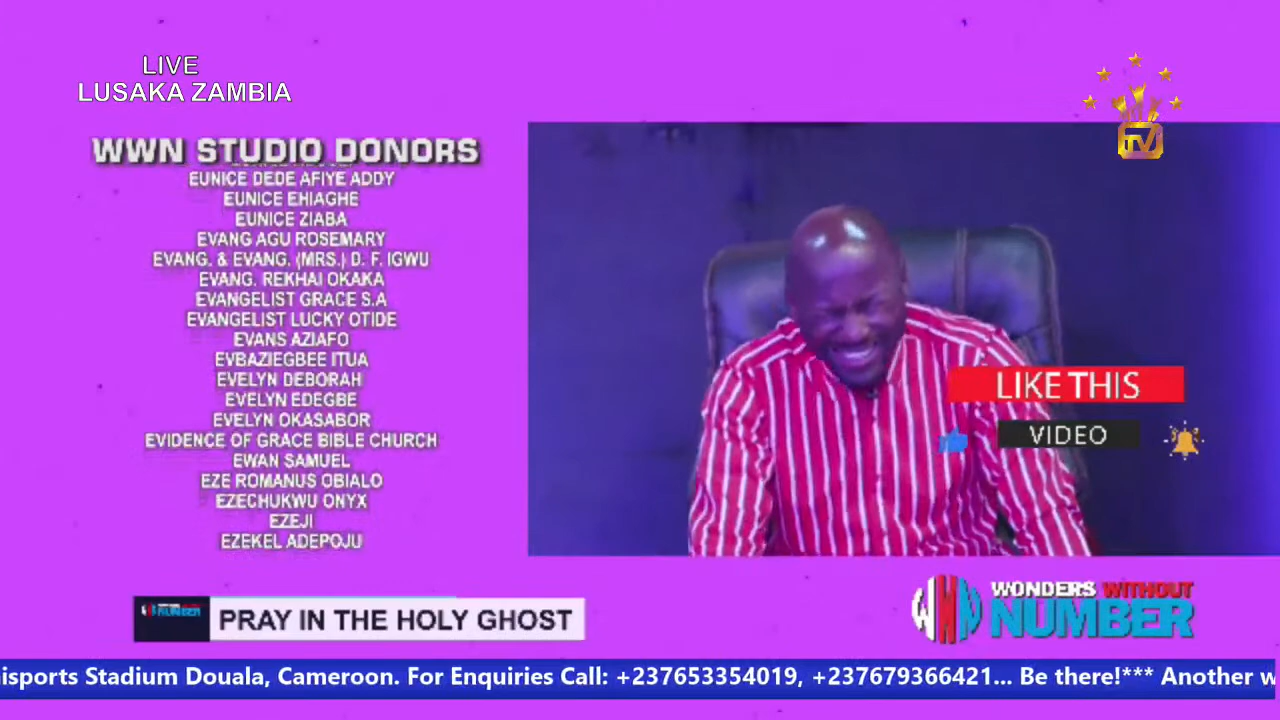 LIVE
LUSAKA ZAMBIA
TV
WWN STUDIO DONORS
EUNICE DEDE AFIYE ADDY
EUNICE EHIAGHE
EUNICE ZIABA
EVANG AGU ROSEMARY
EVANG. & EVANG. (MRS.) D. F. IGWU
EVANG. REKHAI OKAKA
EVANGELIST GRACE S.A
EVANGELIST LUCKY OTIDE
EVANS AZIAFO
EVBAZIEGBEE ITUA
EVELYN DEBORAH
EVELYN EDEGBE
EVELYN OKASABOR
EVIDENCE OF GRACE BIBLE CHURCH
EWAN SAMUEL
EZE ROMANUS OBIALO
EZECHUKWU ONYX
EZEJI
EZEKEL ADEPOJU
LIKE THIS
VIDEO
PRAY IN THE HOLY GHOST
WWN
WONDERS WITHOUT
NUMBER
isports Stadium Douala, Cameroon. For Enquiries Call: +237653354019, +237679366421... Be there!*** Another w